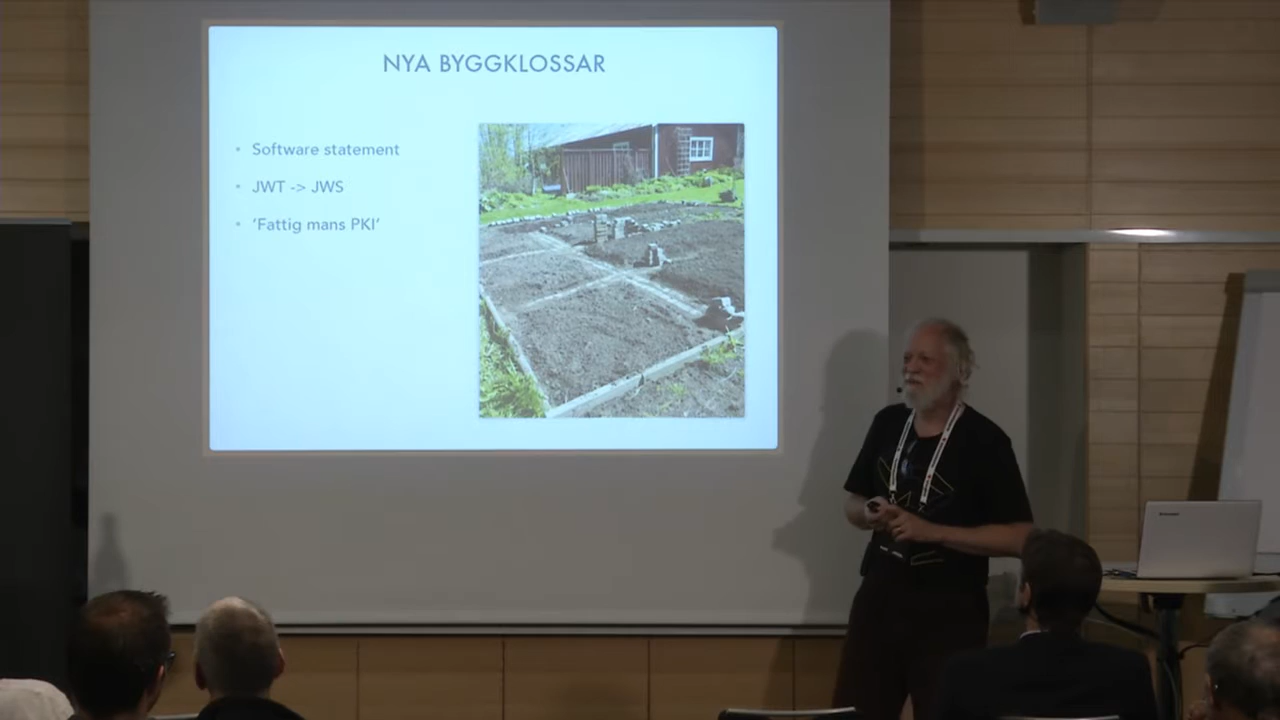 NYA BYGGKLOSSAR
• Software statement
• JWT -> JWS
• ‘Fattig mans PKI’